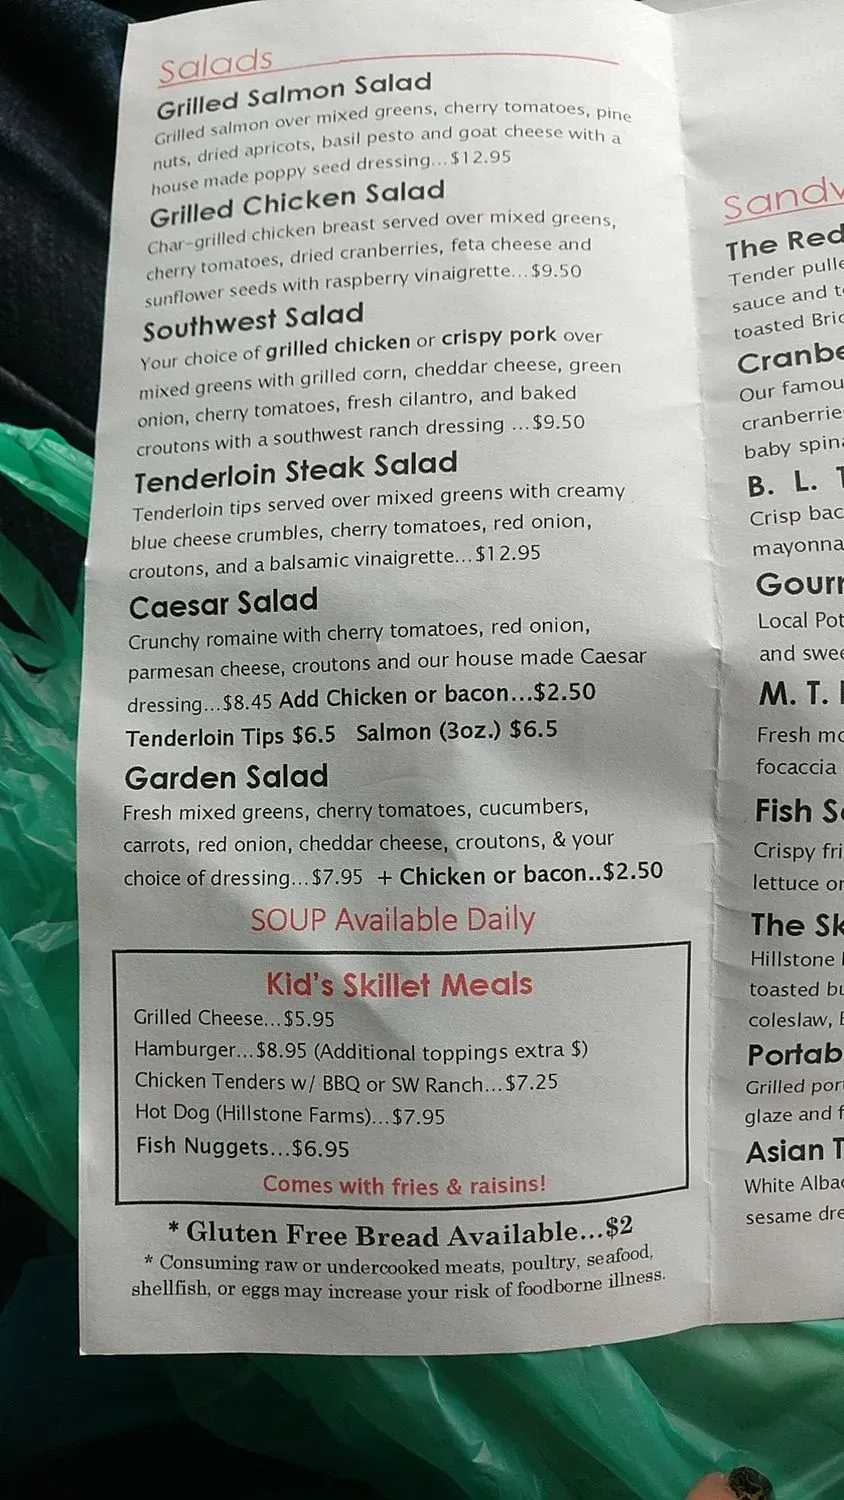 Salads
Grilled Salmon Salad
Grilled salmon over mixed greens, cherry tomatoes, pine
nuts, dried apricots, basil pesto and goat cheese with a
house made poppy seed dressing...$12.95
Grilled Chicken Salad
Char-grilled chicken breast served over mixed greens,
cherry tomatoes, dried cranberries, feta cheese and
sunflower seeds with raspberry vinaigrette...$9.50
Southwest Salad
Your choice of grilled chicken or crispy pork over
mixed greens with grilled corn, cheddar cheese, green
onion, cherry tomatoes, fresh cilantro, and baked
croutons with a southwest ranch dressing ...$9.50
Tenderloin Steak Salad
Tenderloin tips served over mixed greens with creamy
blue cheese crumbles, cherry tomatoes, red onion,
croutons, and a balsamic vinaigrette...$12.95
Caesar Salad
Crunchy romaine with cherry tomatoes, red onion,
parmesan cheese, croutons and our house made Caesar
dressing...$8.45 Add Chicken or bacon...$2.50
Tenderloin Tips $6.5 Salmon (3oz.) $6.5
Garden Salad
Fresh mixed greens, cherry tomatoes, cucumbers,
carrots, red onion, cheddar cheese, croutons, & your
choice of dressing...$7.95 + Chicken or bacon..$2.50
SOUP Available Daily
Kid's Skillet Meals
Grilled Cheese...$5.95
Hamburger...$8.95 (Additional toppings extra $)
Chicken Tenders w/ BBQ or SW Ranch...$7.25
Hot Dog (Hillstone Farms)...$7.95
Fish Nuggets...$6.95
Comes with fries & raisins!
* Gluten Free Bread Available...$2
* Consuming raw or undercooked meats, poultry, seafood,
shellfish, or eggs may increase your risk of foodborne illness.
The Red
Tender
sauce and
toasted
Our
B. L.
Crisp
Local
and
M. T.
Fresh
focaccia
Fish
Crispy
lettuce
The
Hillstone
toasted
coleslaw,
Grilled
glaze and
Asian
White
sesame